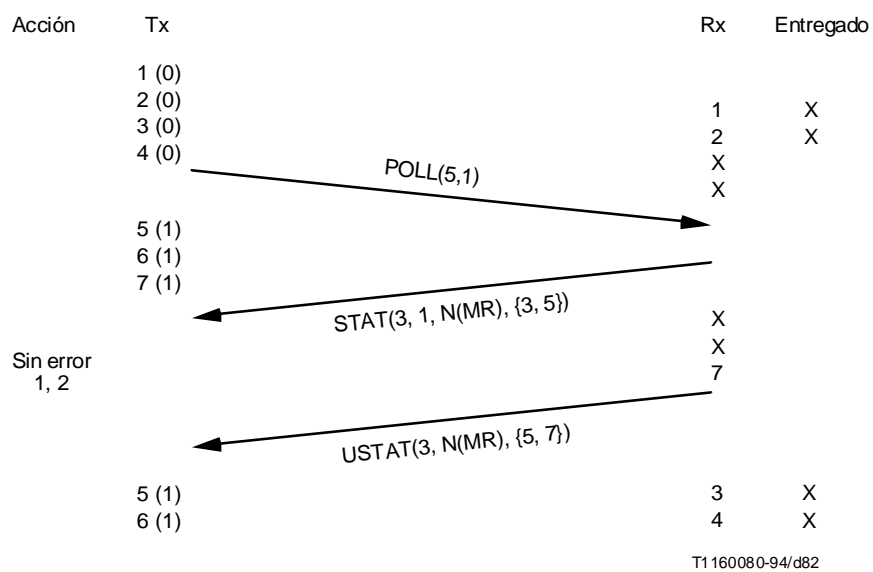 Acción Tx Rx Entregado
1 (0)
2 (0)
1 X
3 (0)
2 X
4 (0)
X
POLL(5,1)
X
5 (1)
6 (1)
7 (1)
STAT(3, 1, N(MR), {3, 5})
X
X
Sin error
1, 2
7
USTAT(3, N(MR), {5, 7})
5 (1) 3 X
6 (1) 4 X
T1160080-94/d82